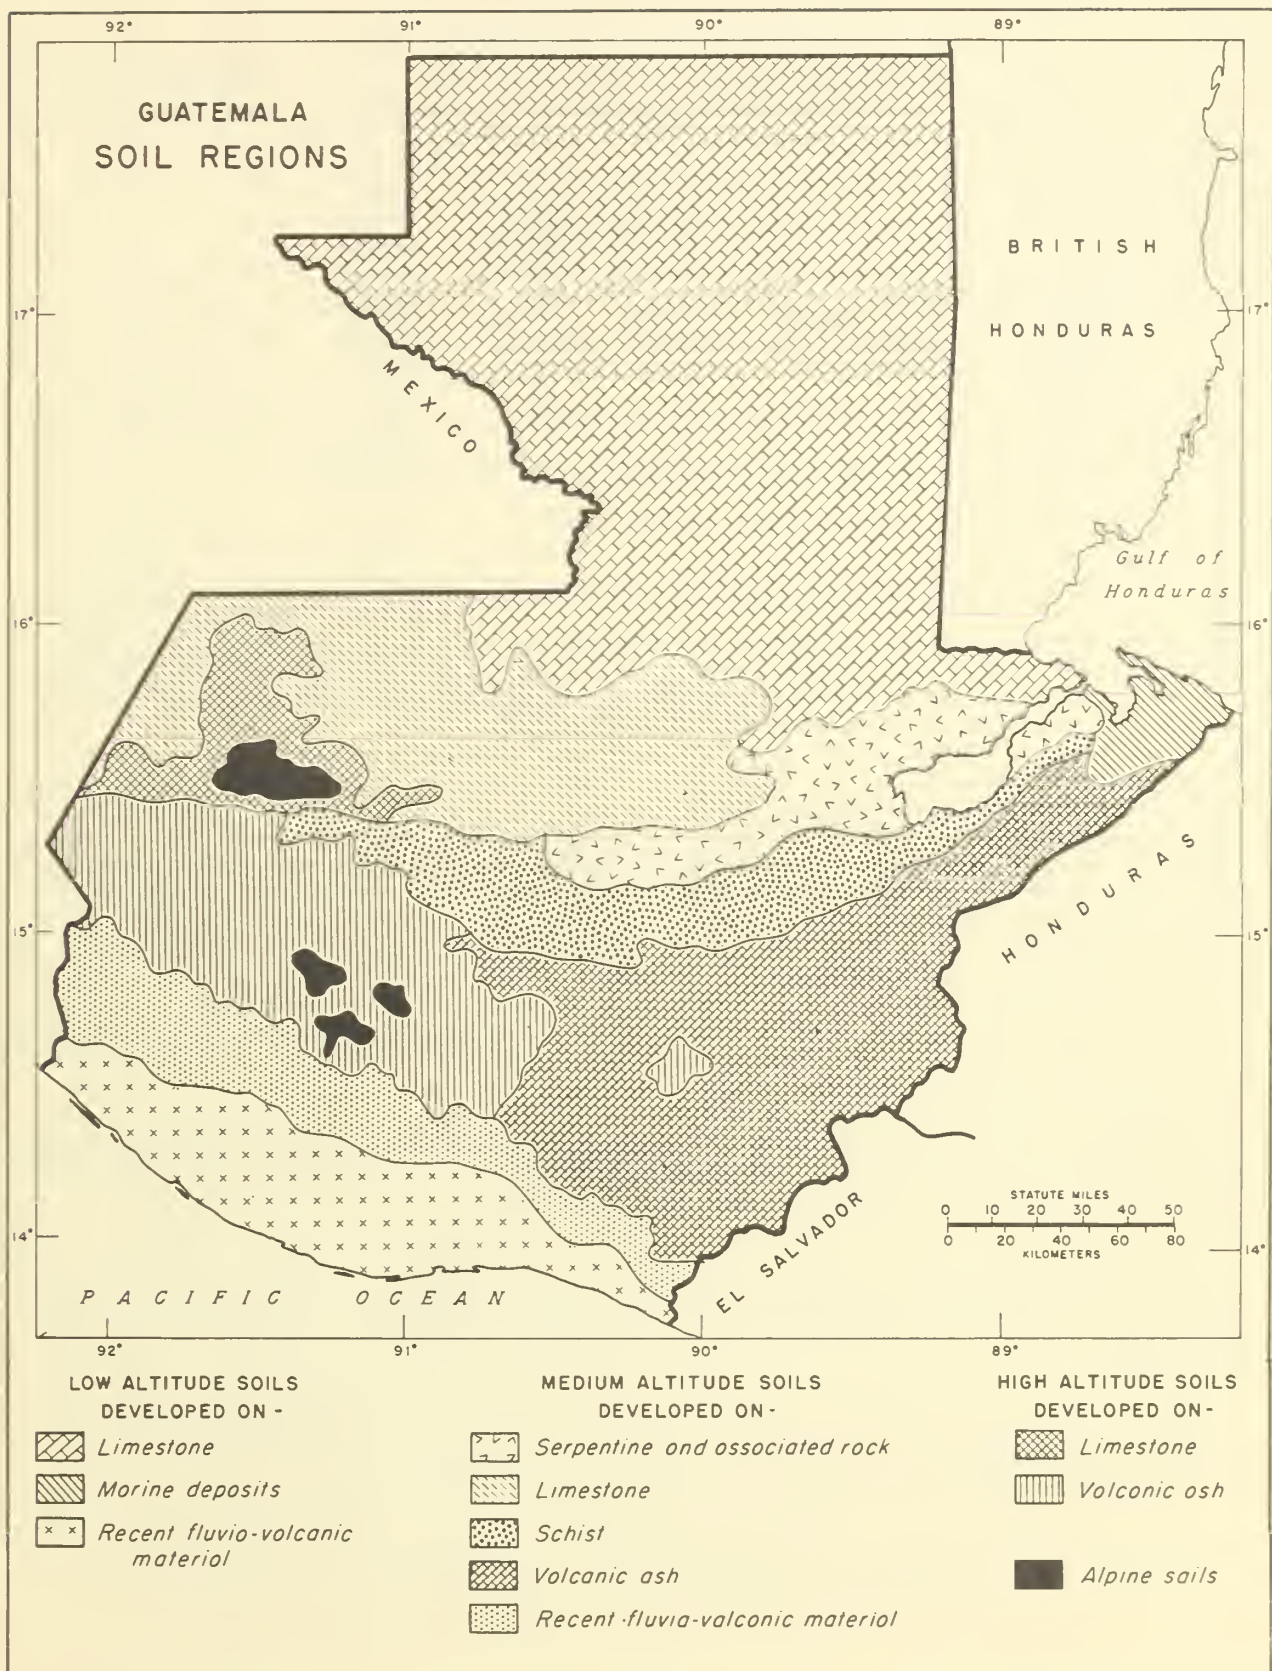 92° 91° 90° 89°
GUATEMALA
SOIL REGIONS
BRITISH
HONDURAS
17° 17°
MEXICO
Gulf of
Honduras
16° 16°
HONDURAS
15° 15°
STATUTE MILES
0 10 20 30 40 50
0 20 40 60 80
KILOMETERS
14° 14°
EL SALVADOR
PACIFIC OCEAN
92° 91° 90° 89°
LOW ALTITUDE SOILS
DEVELOPED ON -
Limestone
Morine deposits
Recent fluvio-volcanic
materiol
MEDIUM ALTITUDE SOILS
DEVELOPED ON -
Serpentine ond ossociated rock
Limestone
Schist
Volcanic ash
Recent fluvia-valconic materiol
HIGH ALTITUDE SOILS
DEVELOPED ON -
Limestone
Volconic osh
Alpine sails